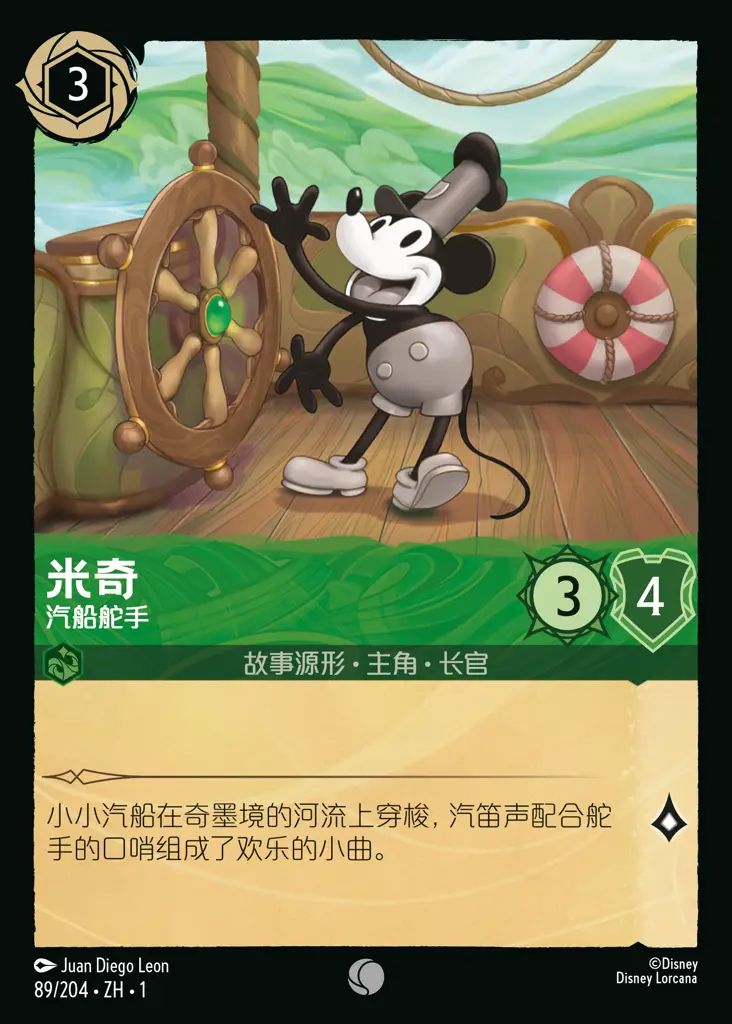 3
米奇
汽船舵手
3
4
故事源形 • 主角 • 长官
小小汽船在奇墨境的河流上穿梭，汽笛声配合舵
手的口哨组成了欢乐的小曲。
Juan Diego Leon
89/204 • ZH • 1
©Disney
Disney Lorcana